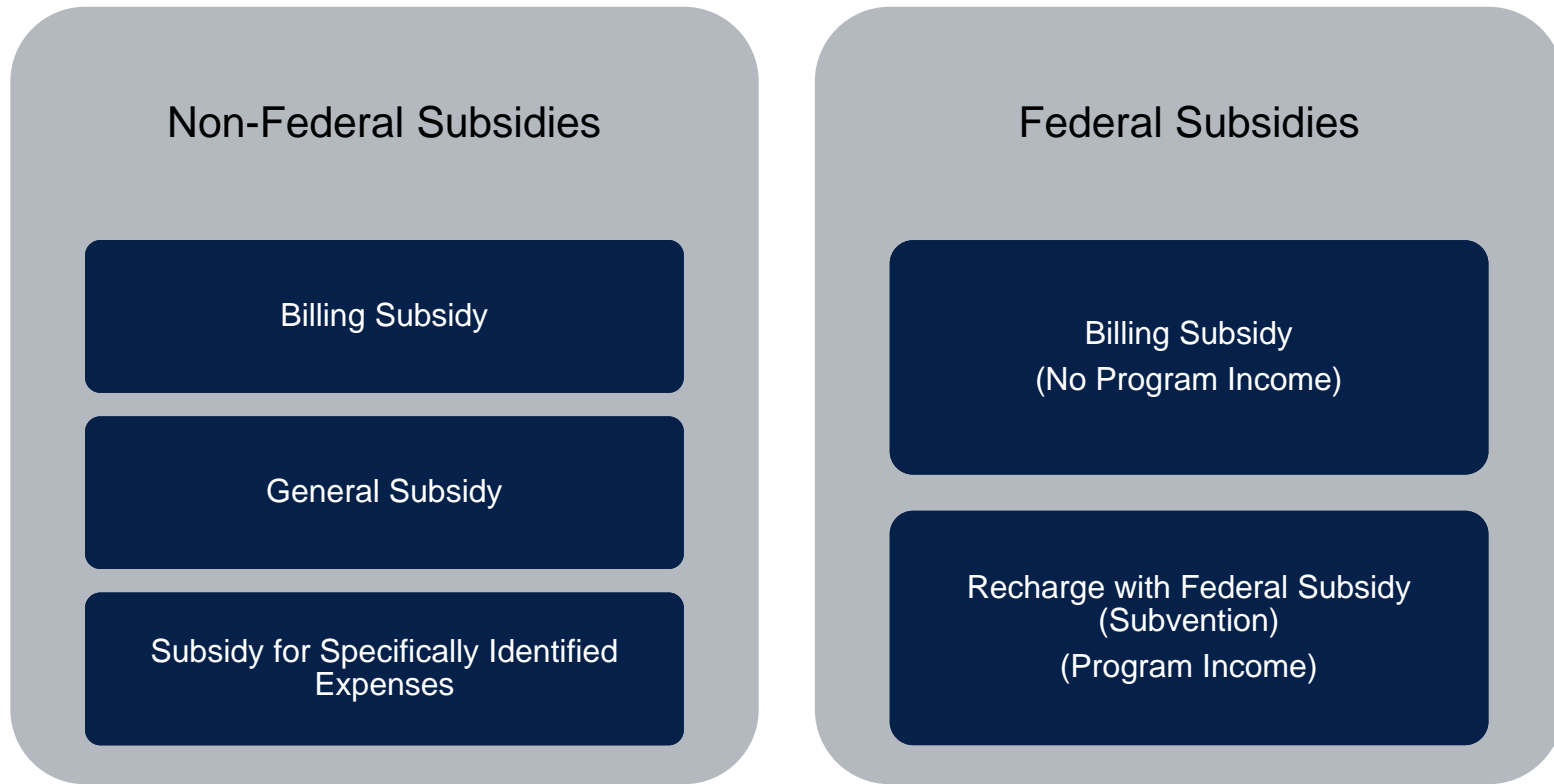 Non-Federal Subsidies
Billing Subsidy
General Subsidy
Subsidy for Specifically Identified
Expenses
Federal Subsidies
Billing Subsidy
(No Program Income)
Recharge with Federal Subsidy
(Subvention)
(Program Income)